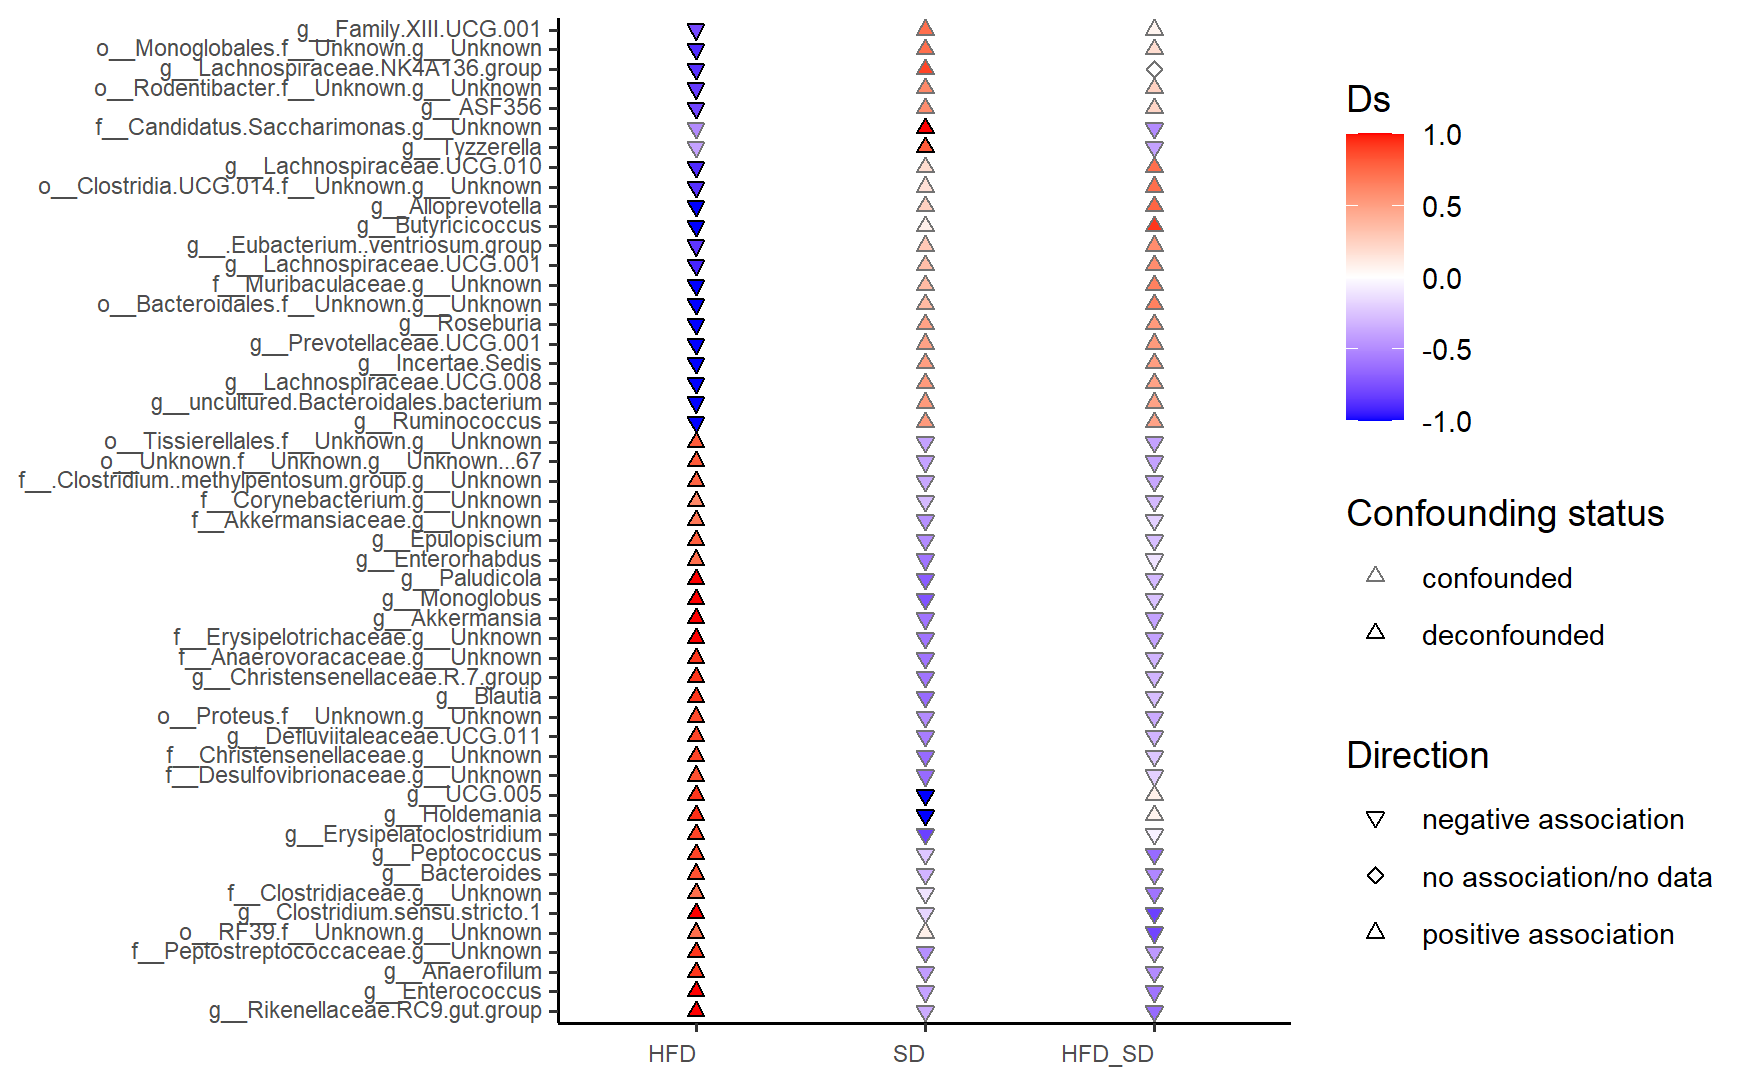 g__Family.XIII.UCG.001
o__Monoglobales.f__Unknown.g__Unknown
g__Lachnospiraceae.NK4A136.group
o__Rodentibacter.f__Unknown.g__Unknown
g__ASF356
f__Candidatus.Saccharimonas.g__Unknown
g__Tyzzerella
g__Lachnospiraceae.UCG.010
o__Clostridia.UCG.014.f__Unknown.g__Unknown
g__Alloprevotella
g__Butyricicoccus
g__.Eubacterium..ventriosum.group
g__Lachnospiraceae.UCG.001
f__Muribaculaceae.g__Unknown
o__Bacteroidales.f__Unknown.g__Unknown
g__Roseburia
g__Prevotellaceae.UCG.001
g__Incertae.Sedis
g__Lachnospiraceae.UCG.008
g__uncultured.Bacteroidales.bacterium
g__Ruminococcus
o__Tissierellales.f__Unknown.g__Unknown
o__Unknown.f__Unknown.g__Unknown...67
f__.Clostridium..methylpentosum.group.g__Unknown
f__Corynebacterium.g__Unknown
f__Akkermansiaceae.g__Unknown
g__Epulopiscium
g__Enterorhabdus
g__Paludicola
g__Monoglobus
g__Akkermansia
f__Erysipelotrichaceae.g__Unknown
f__Anaerovoracaceae.g__Unknown
g__Christensenellaceae.R.7.group
g__Blautia
o__Proteus.f__Unknown.g__Unknown
g__Defluviitaleaceae.UCG.011
f__Christensenellaceae.g__Unknown
f__Desulfovibrionaceae.g__Unknown
g__UCG.005
g__Holdemania
g__Erysipelatoclostridium
g__Peptococcus
g__Bacteroides
f__Clostridiaceae.g__Unknown
g__Clostridium.sensu.stricto.1
o__RF39.f__Unknown.g__Unknown
f__Peptostreptococcaceae.g__Unknown
g__Anaerofilum
g__Enterococcus
g__Rikenellaceae.RC9.gut.group
HFD SD HFD_SD
Ds
1.0
0.5
0.0
-0.5
-1.0
Confounding status
confounded
deconfounded
Direction
negative association
no association/no data
positive association